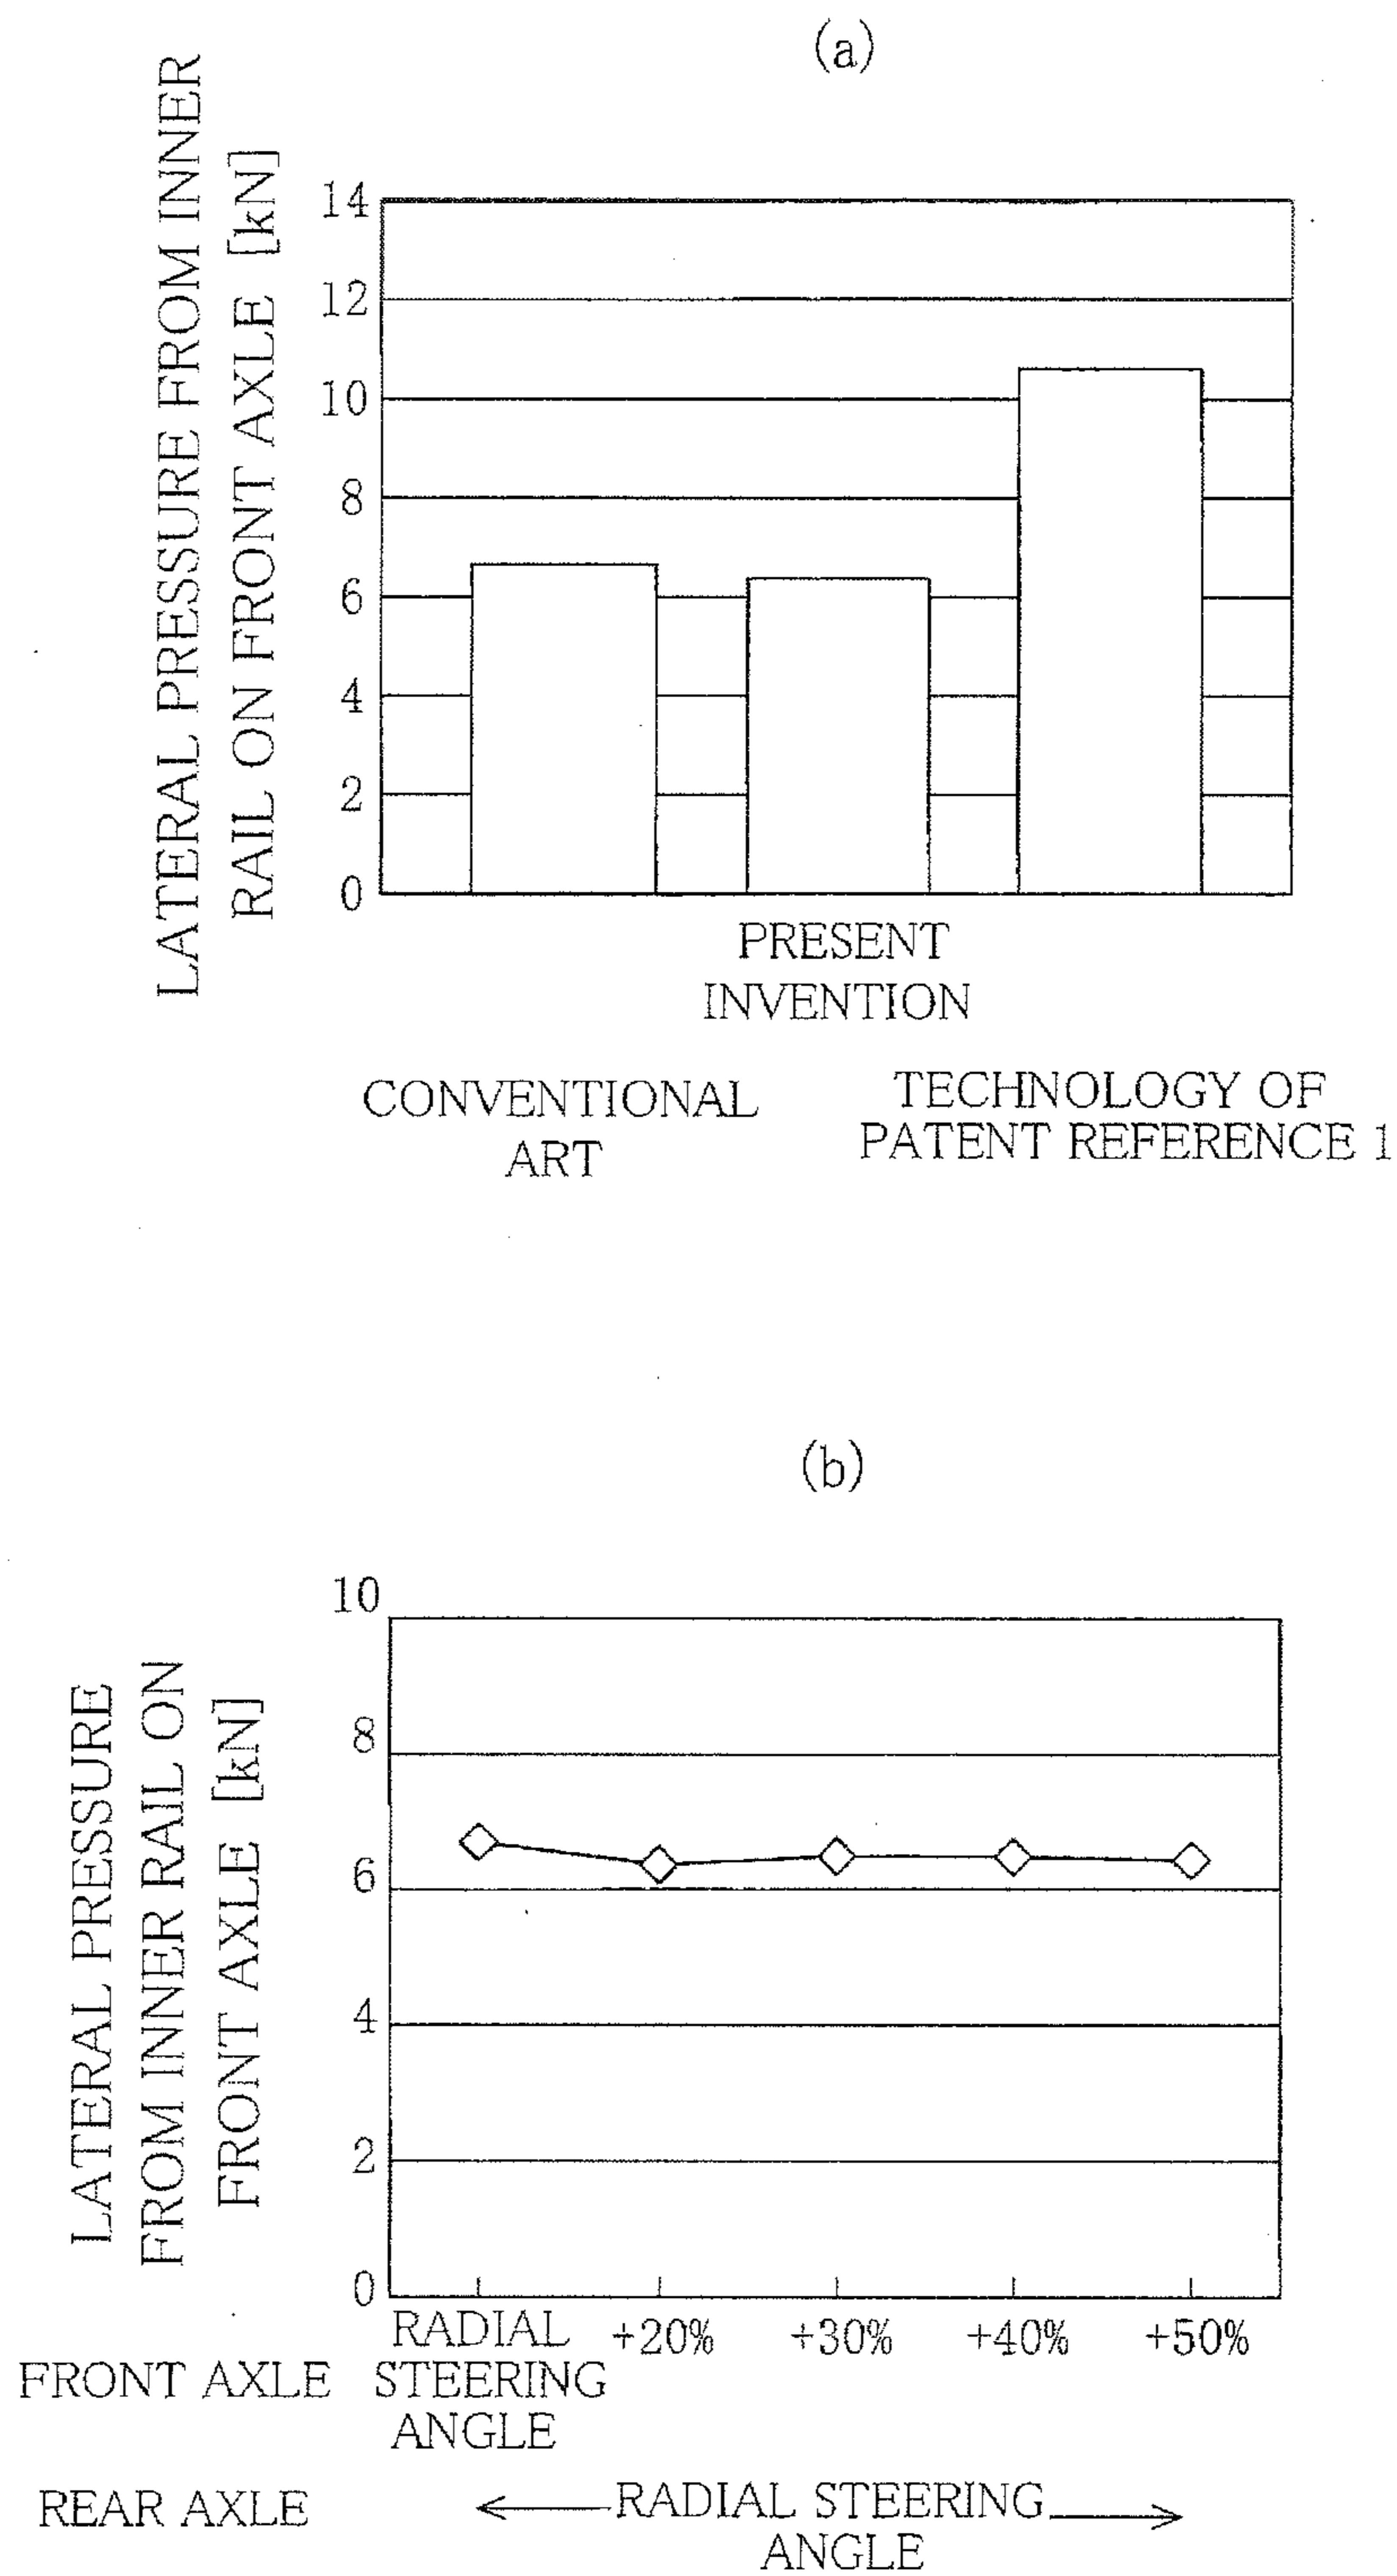 (a)
LATERAL PRESSURE FROM INNER
RAIL ON FRONT AXLE [kN]
14
12
10
8
6
4
2
0
PRESENT
INVENTION
CONVENTIONAL
ART
TECHNOLOGY OF
PATENT REFERENCE 1
(b)
LATERAL PRESSURE
FROM INNER RAIL ON
FRONT AXLE [kN]
10
8
6
4
2
0
FRONT AXLE
RADIAL
STEERING
ANGLE
+20%
+30%
+40%
+50%
REAR AXLE
RADIAL STEERING
ANGLE